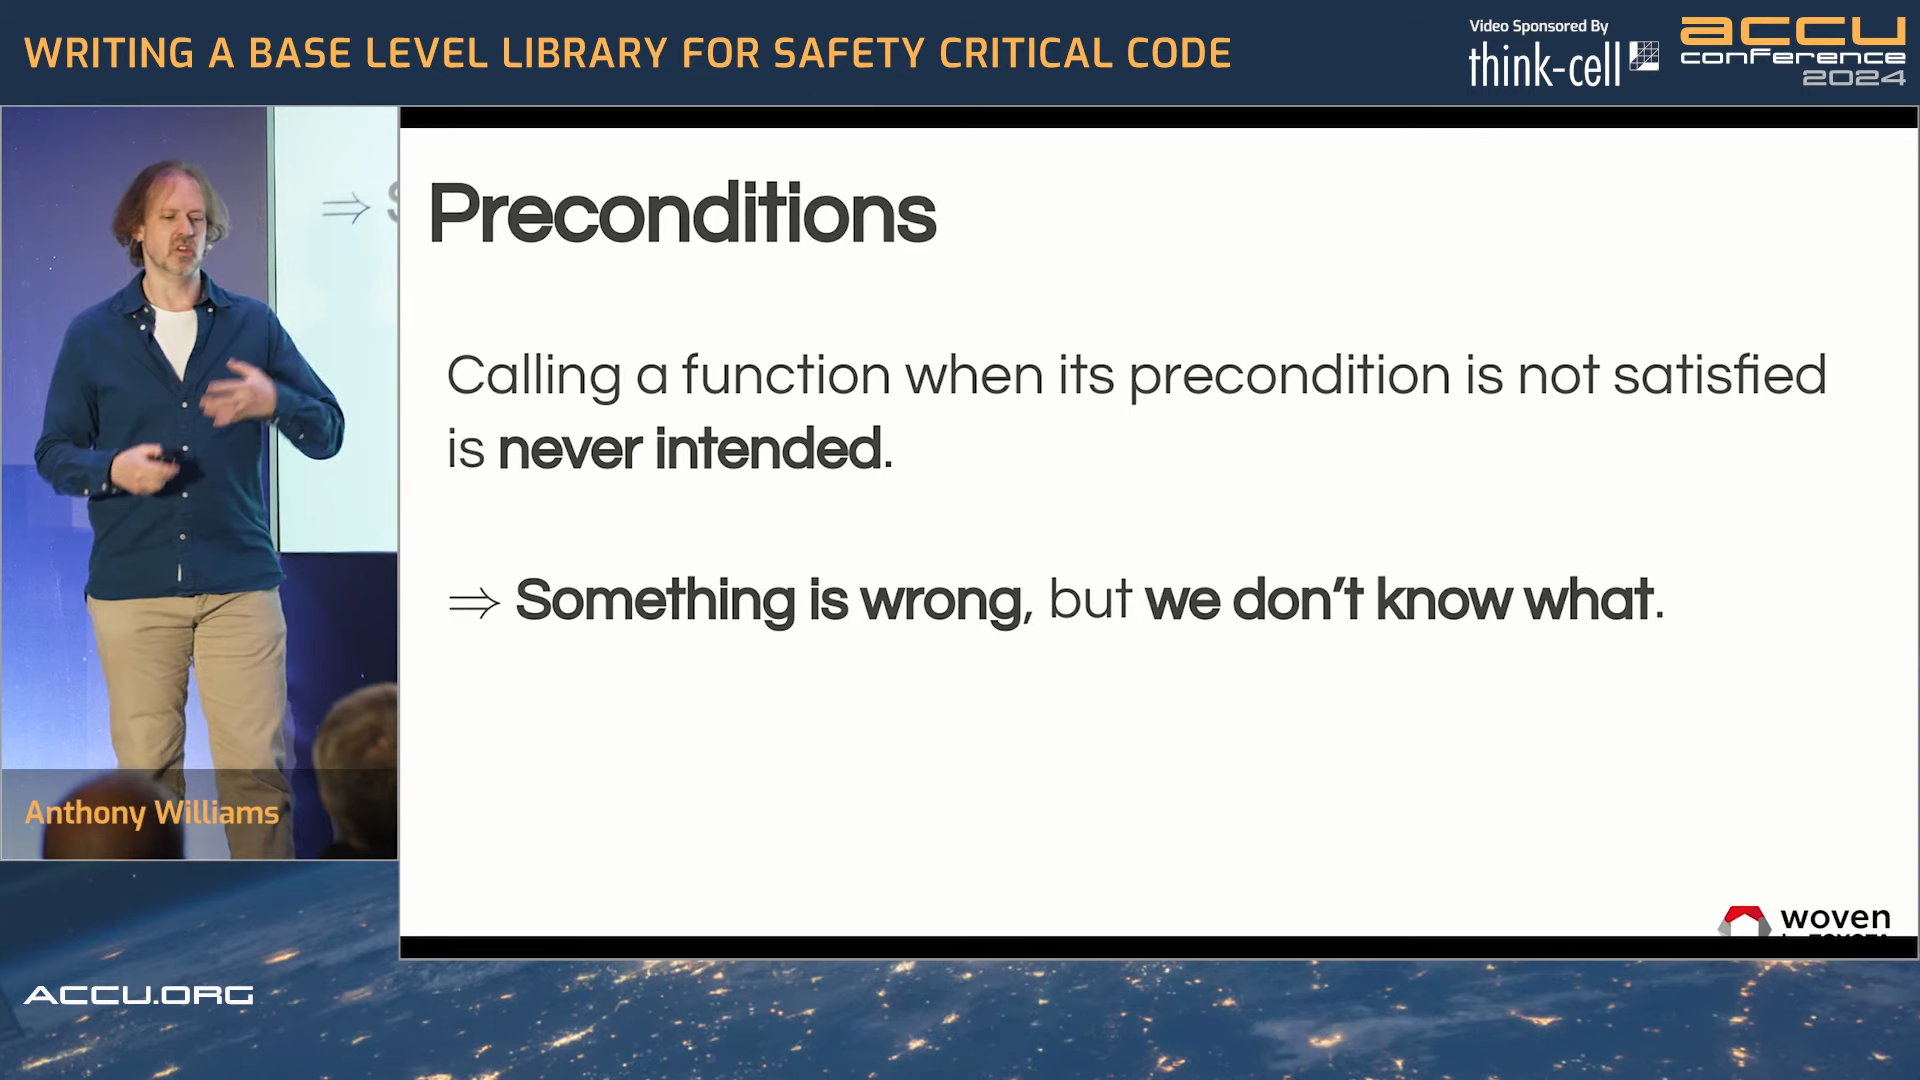 WRITING A BASE LEVEL LIBRARY FOR SAFETY CRITICAL CODE
Video Sponsored By
think-cell
accu
conference
2024
Preconditions
Calling a function when its precondition is not satisfied
is never intended.
⇒ Something is wrong, but we don’t know what.
Anthony Williams
woven
ACCU.ORG